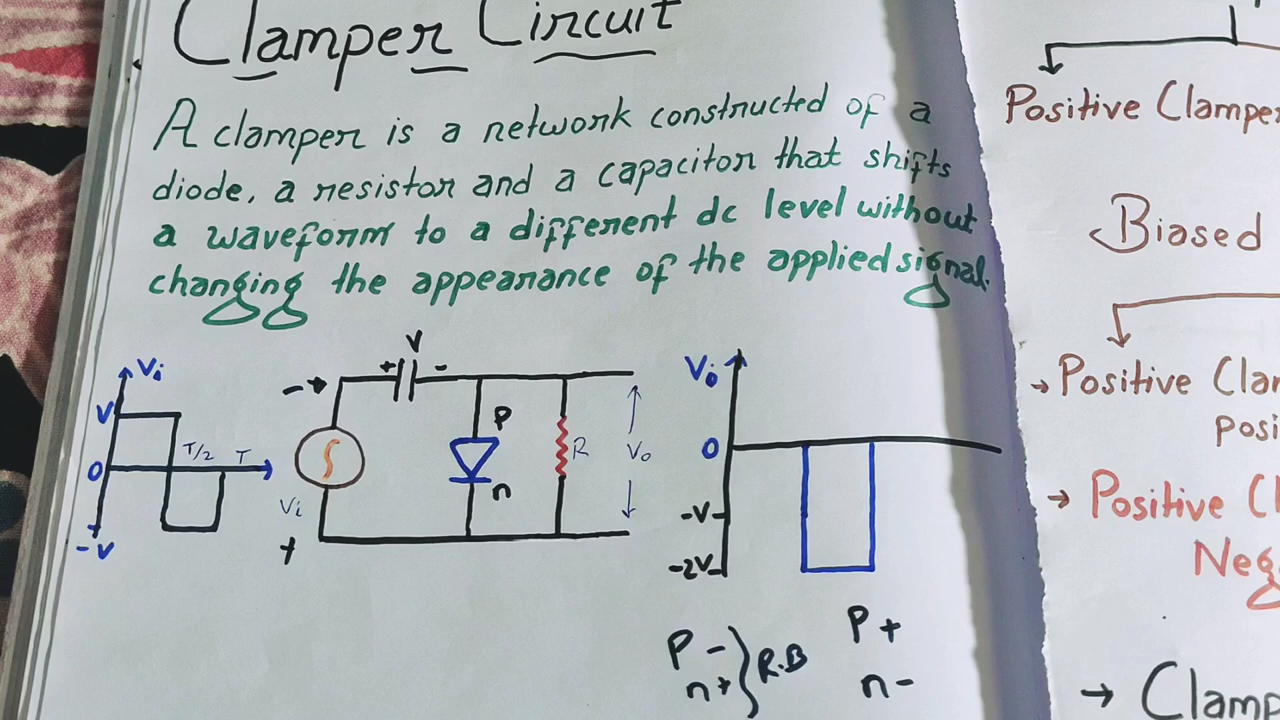 Clamper Circuit
A clamper is a network constructed of a
diode, a resistor and a capacitor that shifts
a waveform to a different dc level without
changing the appearance of the applied signal.
Vi
V
0
-V
T/2 T
V
+ -
- →
Vi
+
P
n
R
Vo
Vo
0
-V
-2V
P -
n + } R.B
P +
n -
Positive Clampe
Biased
→ Positive Cla
posi
→ Positive C
Neg
→ Clamp